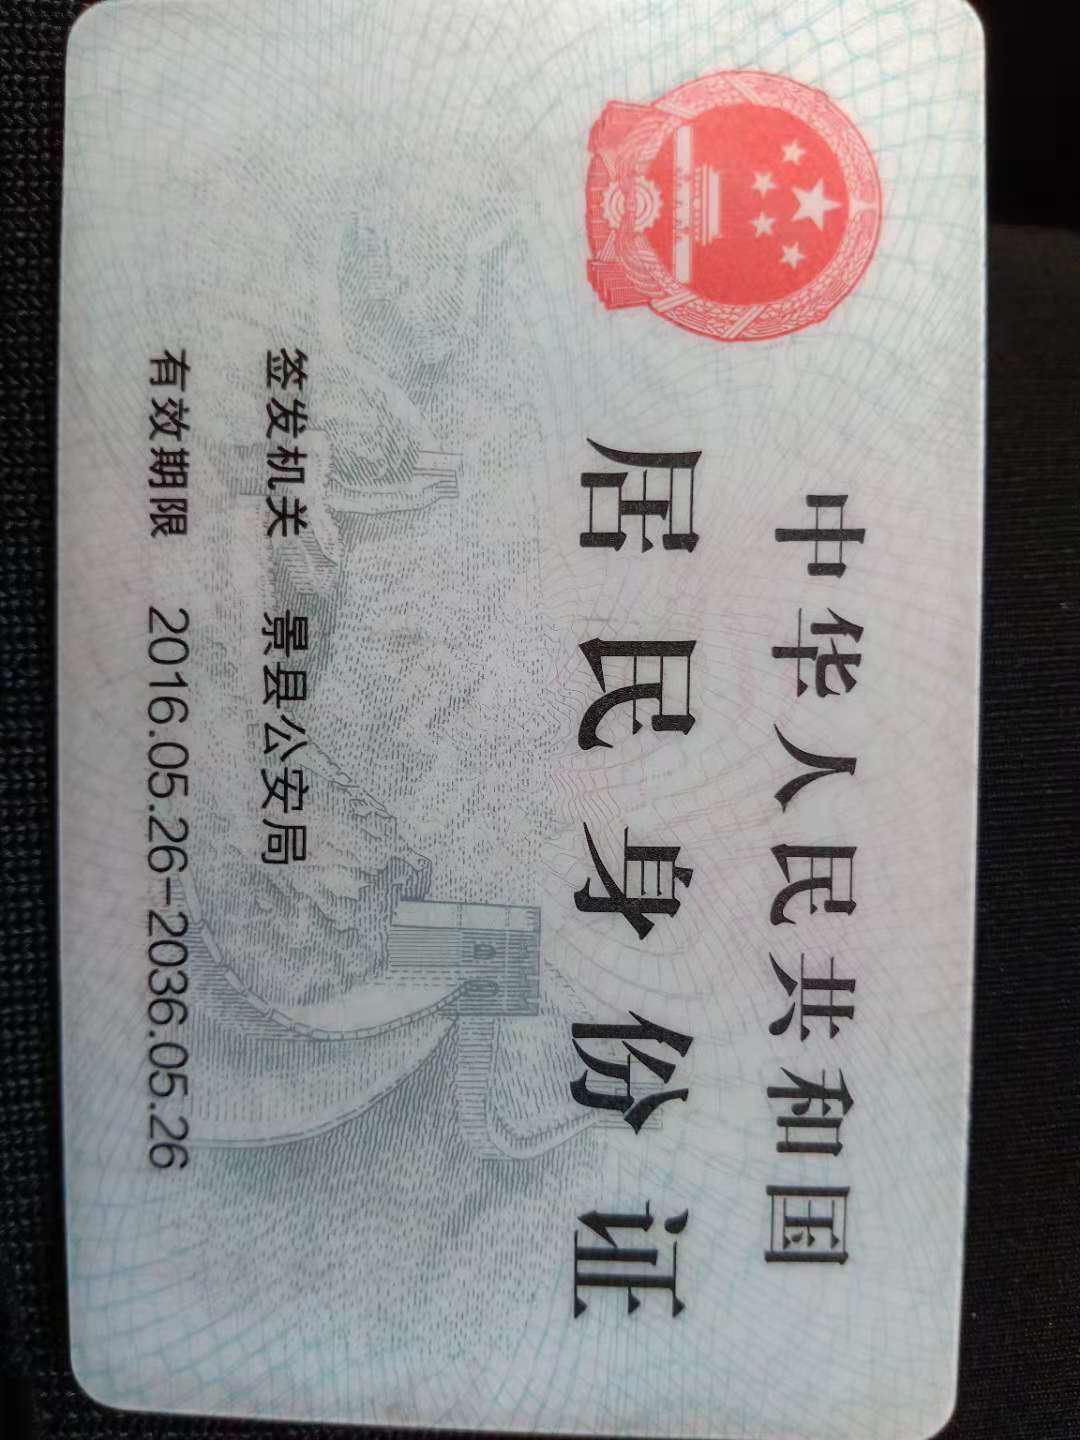 中华人民共和国
居民身份证
签发机关 景县公安局
有效期限 2016.05.26-2036.05.26